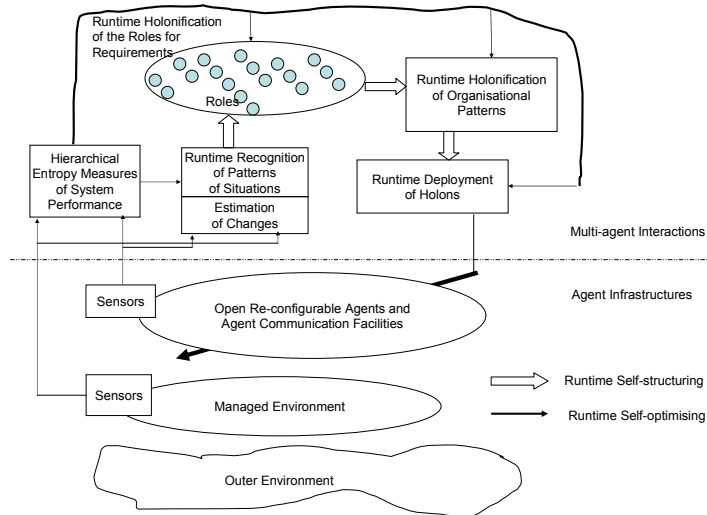 Runtime Holonification
of the Roles for
Requirements
Roles
Runtime Holonification
of Organisational
Patterns
Hierarchical
Entropy Measures
of System
Performance
Runtime Recognition
of Patterns
of Situations
Estimation
of Changes
Runtime Deployment
of Holons
Multi-agent Interactions
Sensors
Open Re-configurable Agents and
Agent Communication Facilities
Agent Infrastructures
Sensors
Managed Environment
Runtime Self-structuring
Runtime Self-optimising
Outer Environment